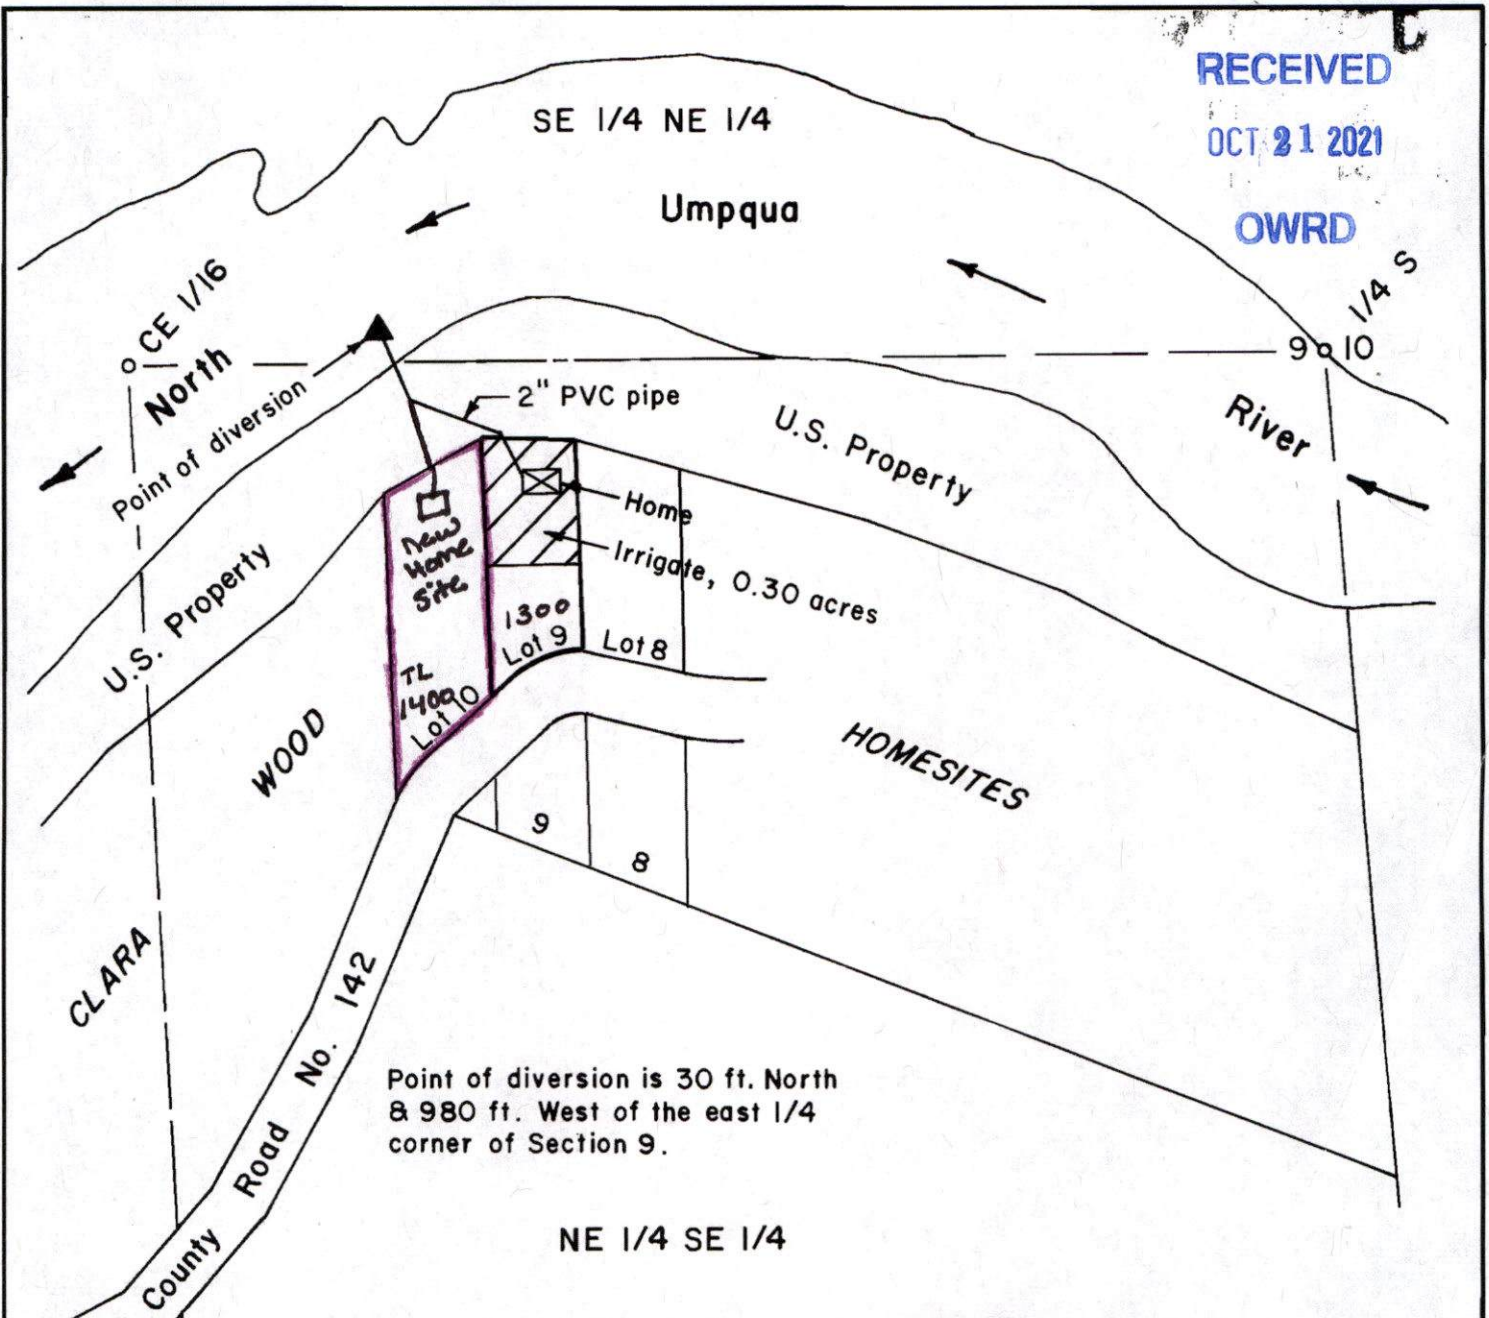 RECEIVED
OCT 21 2021
OWRD
SE 1/4 NE 1/4
Umpqua
1/4 S
CE 1/16
9 10
North
Point of diversion
2" PVC pipe
River
U.S. Property
Home
New
Home
Site
Irrigate, 0.30 acres
U.S. Property
1300
Lot 9
Lot 8
TL
1400
Lot 10
WOOD
HOMESITES
9
8
CLARA
County Road No. 142
Point of diversion is 30 ft. North
& 980 ft. West of the east 1/4
corner of Section 9.
NE 1/4 SE 1/4